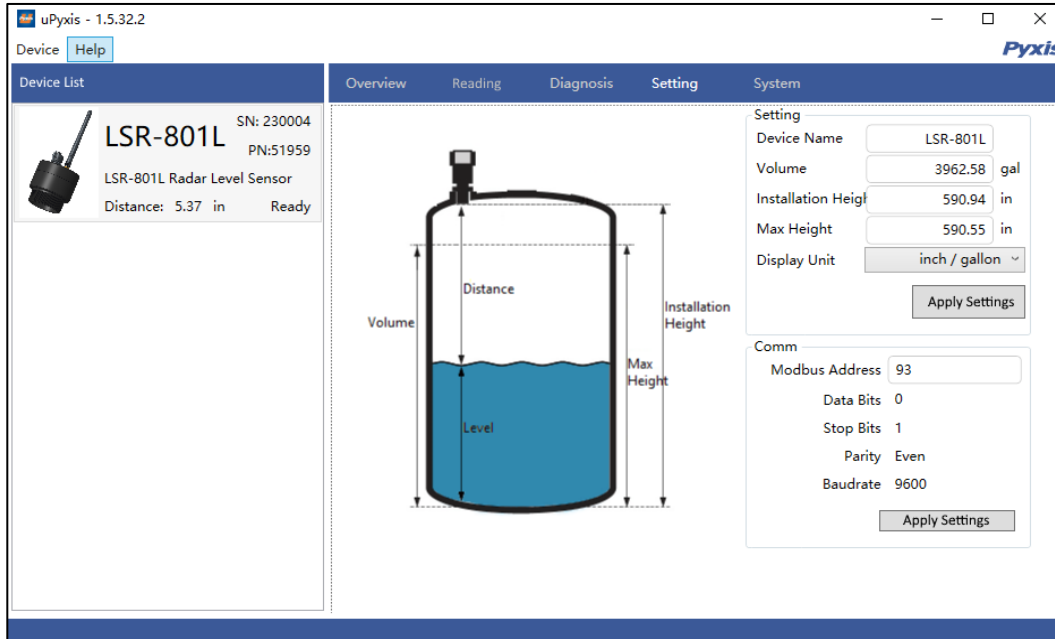 uPyxis - 1.5.32.2
Device Help
Pyxis
Device List
Overview Reading Diagnosis Setting System
LSR-801L
SN: 230004
PN:51959
LSR-801L Radar Level Sensor
Distance: 5.37 in Ready
Distance
Volume
Installation
Height
Max
Height
Level
Setting
Device Name LSR-801L
Volume 3962.58 gal
Installation Heigh 590.94 in
Max Height 590.55 in
Display Unit inch / gallon
Apply Settings
Comm
Modbus Address 93
Data Bits 0
Stop Bits 1
Parity Even
Baudrate 9600
Apply Settings